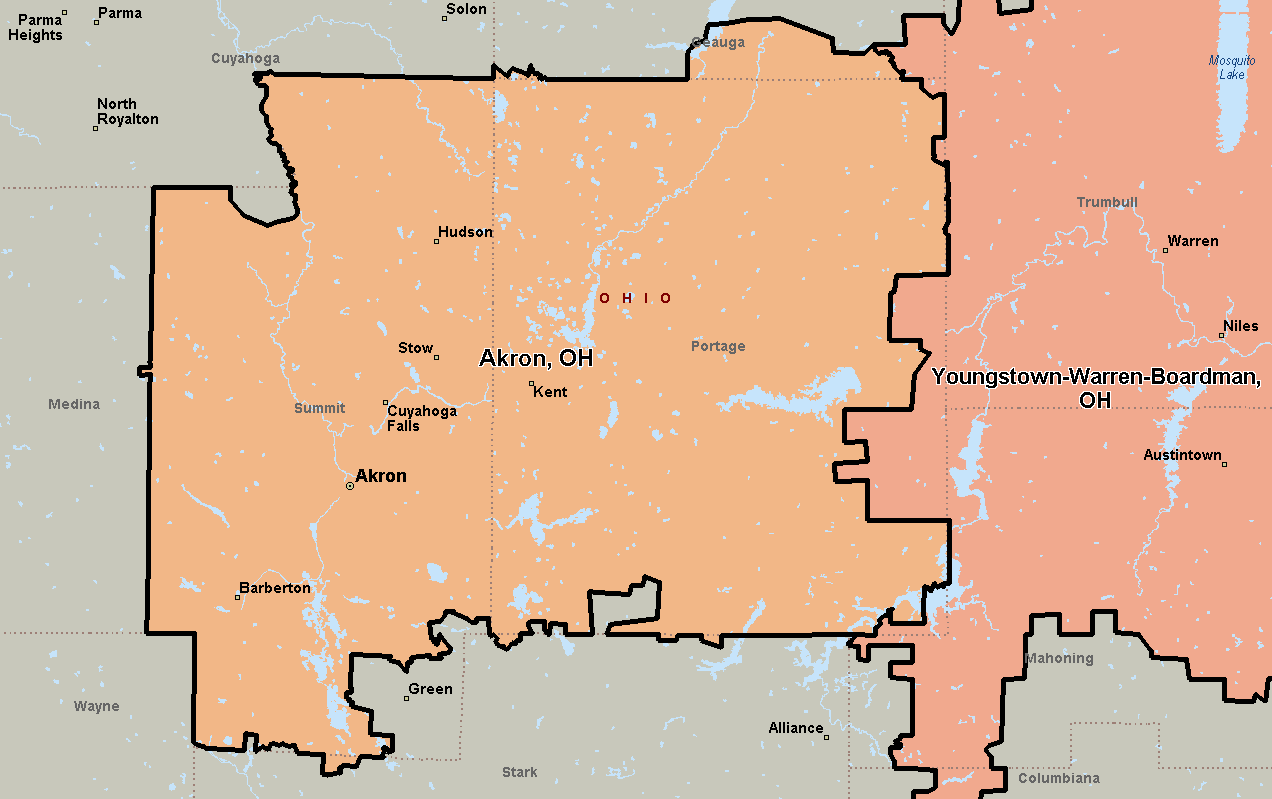 Parma
Heights
Parma
Solon
Geauga
Cuyahoga
Mosquito
Lake
North
Royalton
Trumbull
Hudson
Warren
O H I O
Niles
Stow
Akron, OH
Portage
Youngstown-Warren-Boardman,
OH
Kent
Medina
Summit
Cuyahoga
Falls
Austintown
Akron
Barberton
Mahoning
Green
Wayne
Alliance
Stark
Columbiana